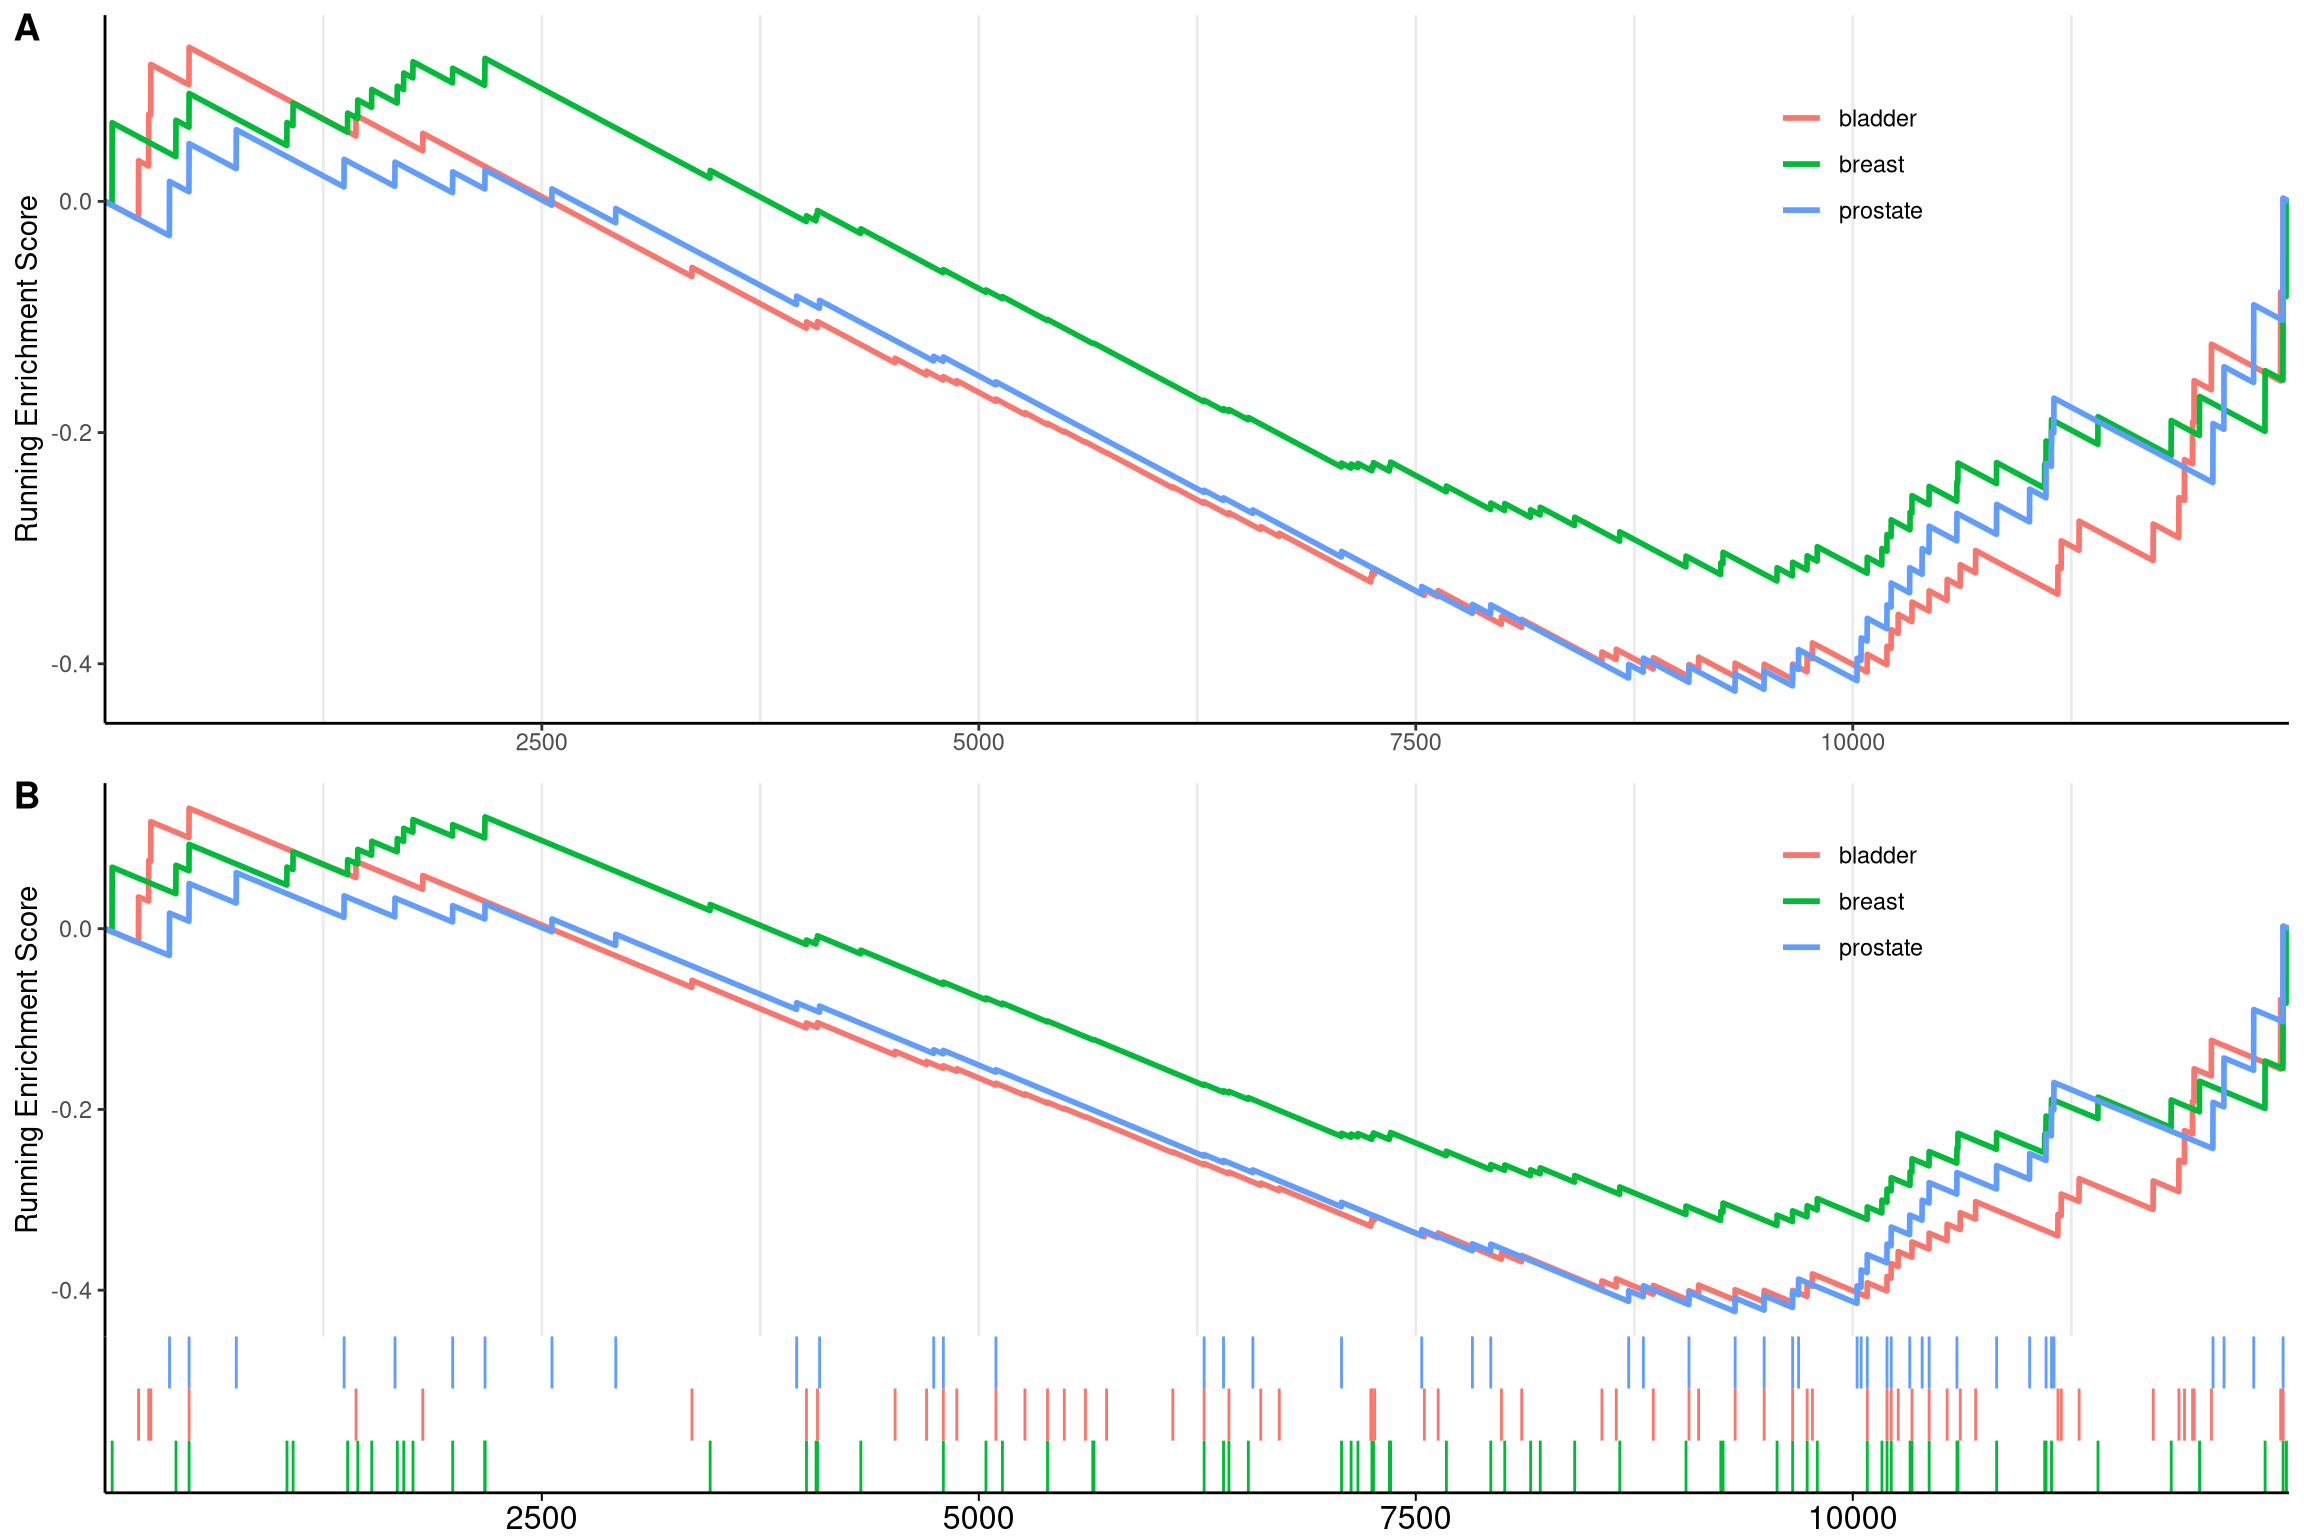 A
Running Enrichment Score
0.0
-0.2
-0.4
bladder
breast
prostate
2500
5000
7500
10000
B
Running Enrichment Score
0.0
-0.2
-0.4
bladder
breast
prostate
2500
5000
7500
10000